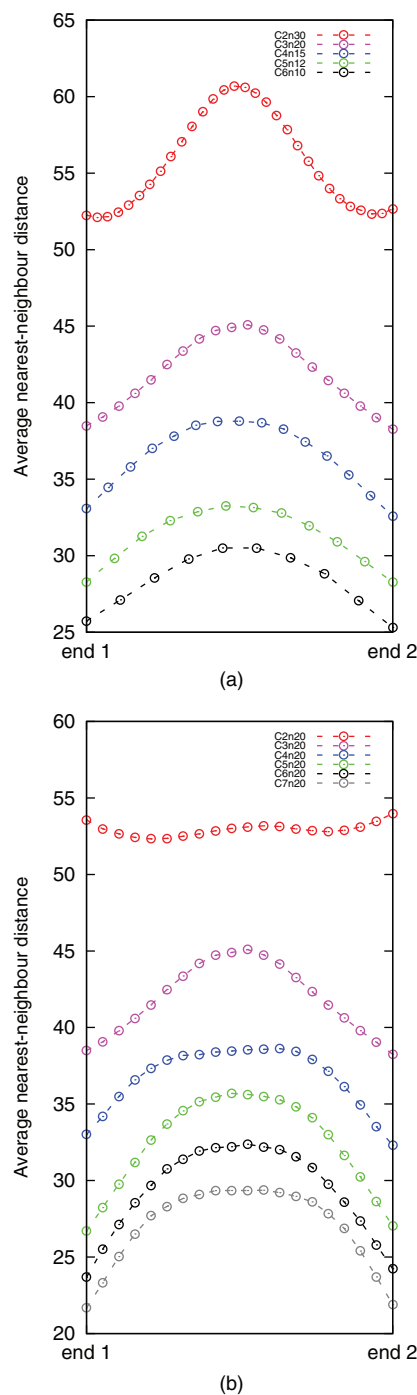 65
60
55
50
45
40
35
30
25
Average nearest-neighbour distance
C2n30
C3n20
C4n15
C5n12
C6n10
end 1
end 2
(a)
60
55
50
45
40
35
30
25
20
Average nearest-neighbour distance
C2n20
C3n20
C4n20
C5n20
C6n20
C7n20
end 1
end 2
(b)